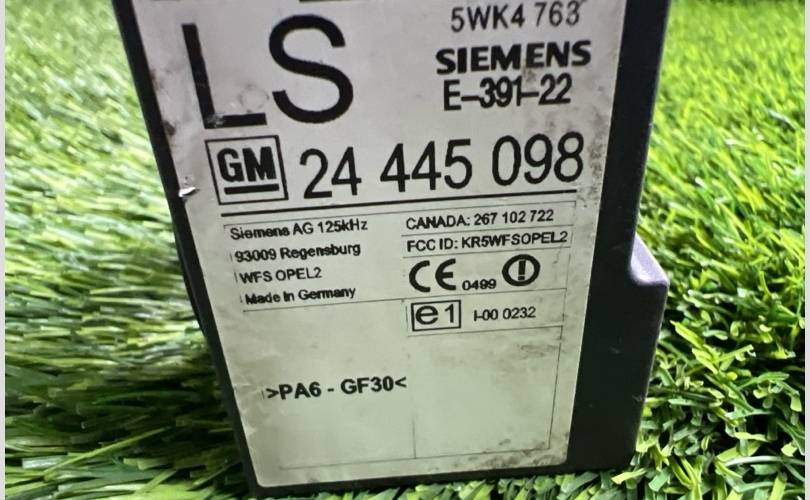 5WK4 763
LS
SIEMENS
E-391-22
GM 24 445 098
Siemens AG 125kHz
93009 Regensburg
WFS OPEL2
Made in Germany
CANADA: 267 102 722
FCC ID: KR5WFSOPEL2
CE 0499
e1 I-00 0232
>PA6 - GF30<